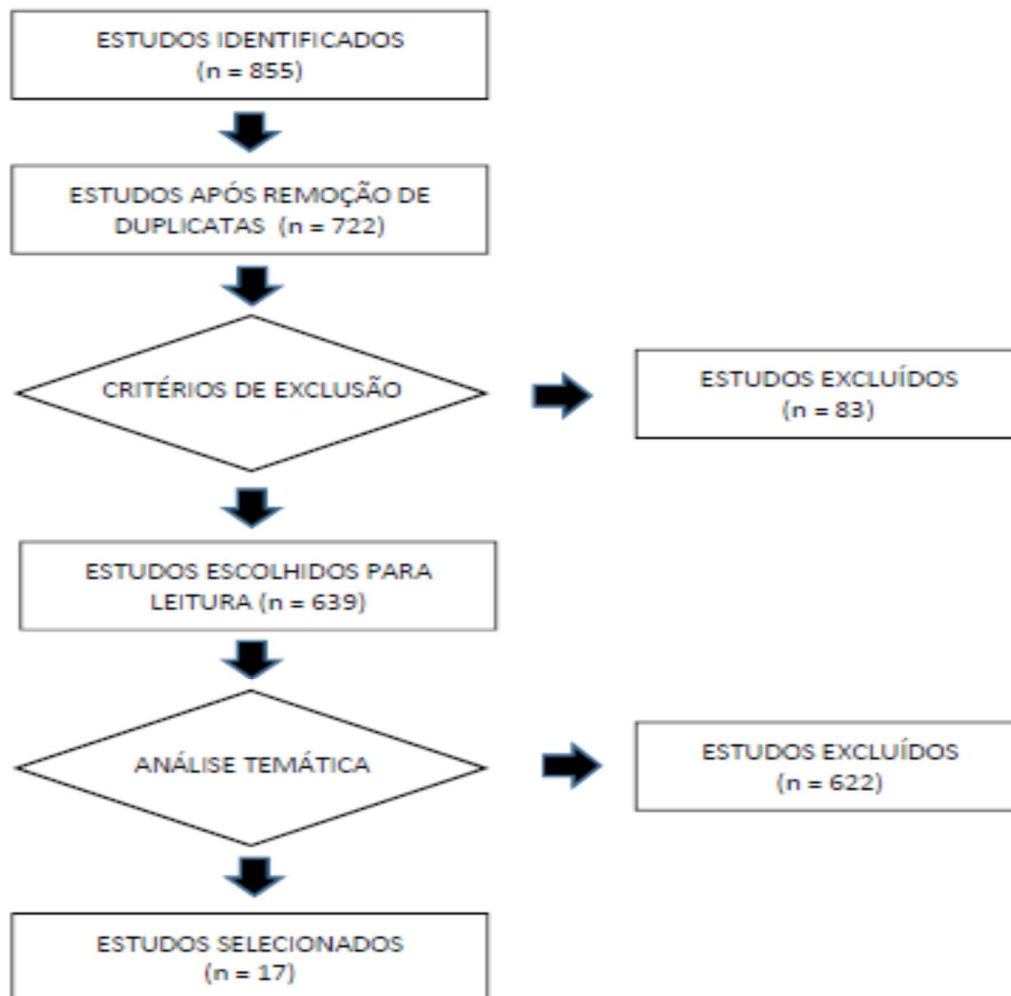 ESTUDOS IDENTIFICADOS
(n = 855)
ESTUDOS APÓS REMOÇÃO DE
DUPLICATAS (n = 722)
CRITÉRIOS DE EXCLUSÃO
ESTUDOS EXCLUÍDOS
(n = 83)
ESTUDOS ESCOLHIDOS PARA
LEITURA (n = 639)
ANÁLISE TEMÁTICA
ESTUDOS EXCLUÍDOS
(n = 622)
ESTUDOS SELECIONADOS
(n = 17)